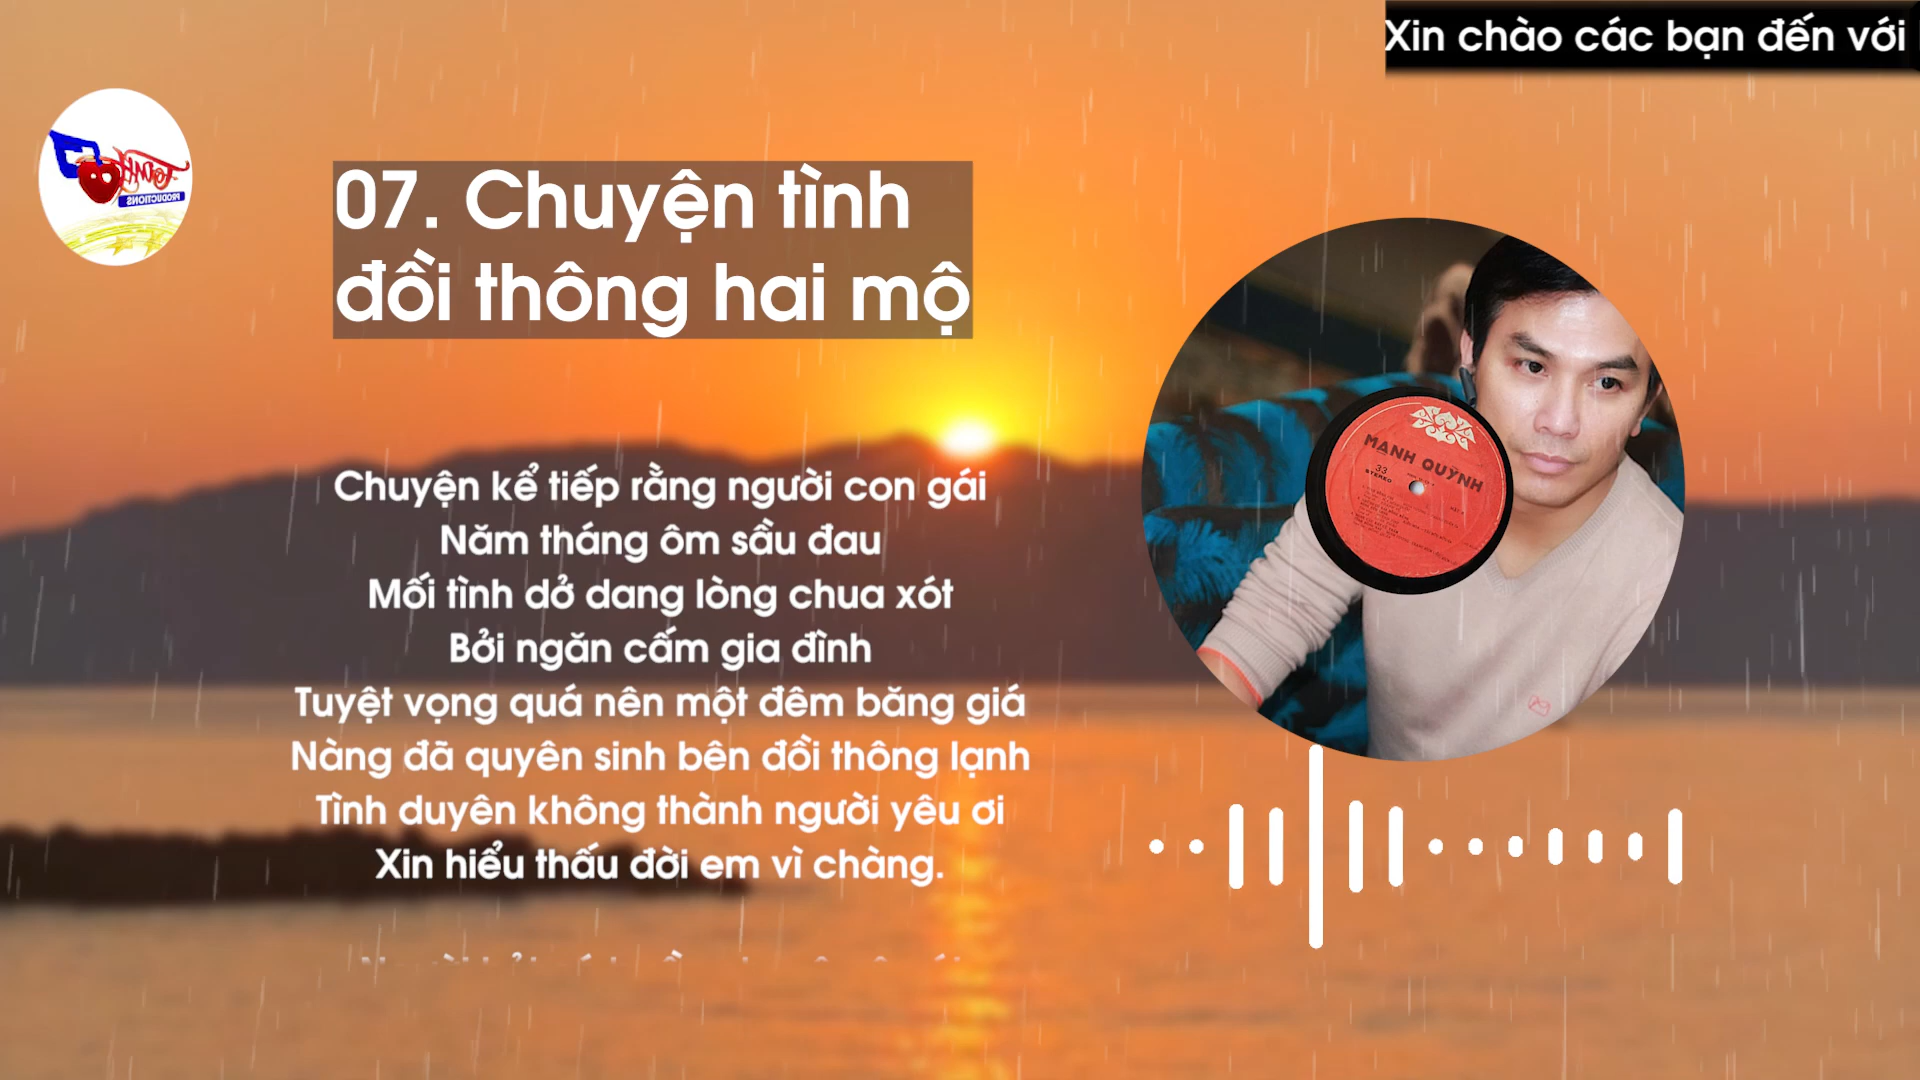 Xin chào các bạn đến với
PRODUCTIONS
07. Chuyện tình
đồi thông hai mộ
MẠNH QUỲNH
33
STEREO
Chuyện kể tiếp rằng người con gái
Năm tháng ôm sầu đau
Mối tình dở dang lòng chua xót
Bởi ngăn cấm gia đình
Tuyệt vọng quá nên một đêm băng giá
Nàng đã quyên sinh bên đồi thông lạnh
Tình duyên không thành người yêu ơi
Xin hiểu thấu đời em vì chàng.